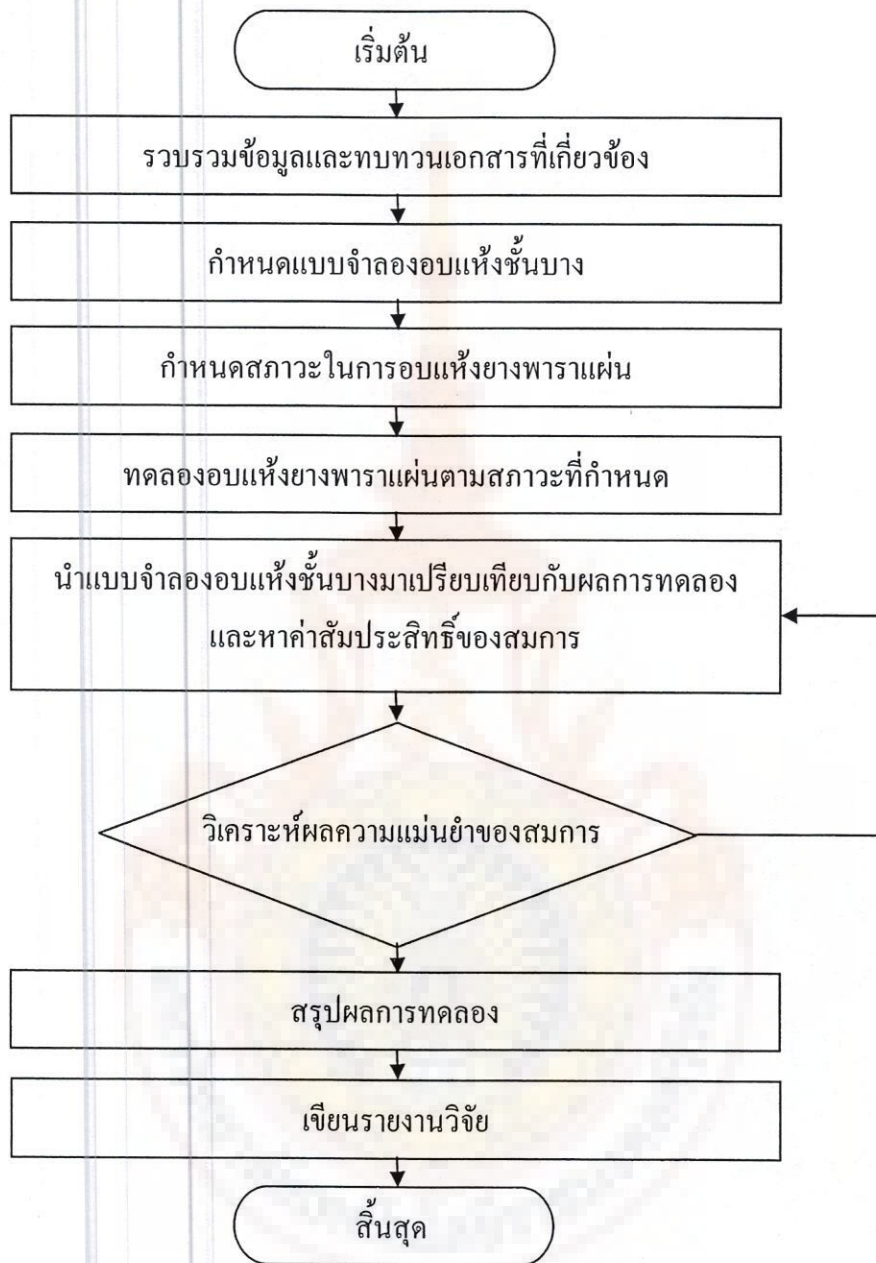 เริ่มต้น
รวบรวมข้อมูลและทบทวนเอกสารที่เกี่ยวข้อง
กำหนดแบบจำลองอบแห้งชั้นบาง
กำหนดสภาวะในการอบแห้งยางพาราแผ่น
ทดลองอบแห้งยางพาราแผ่นตามสภาวะที่กำหนด
นำแบบจำลองอบแห้งชั้นบางมาเปรียบเทียบกับผลการทดลอง
และหาค่าสัมประสิทธิ์ของสมการ
วิเคราะห์ผลความแม่นยำของสมการ
สรุปผลการทดลอง
เขียนรายงานวิจัย
สิ้นสุด